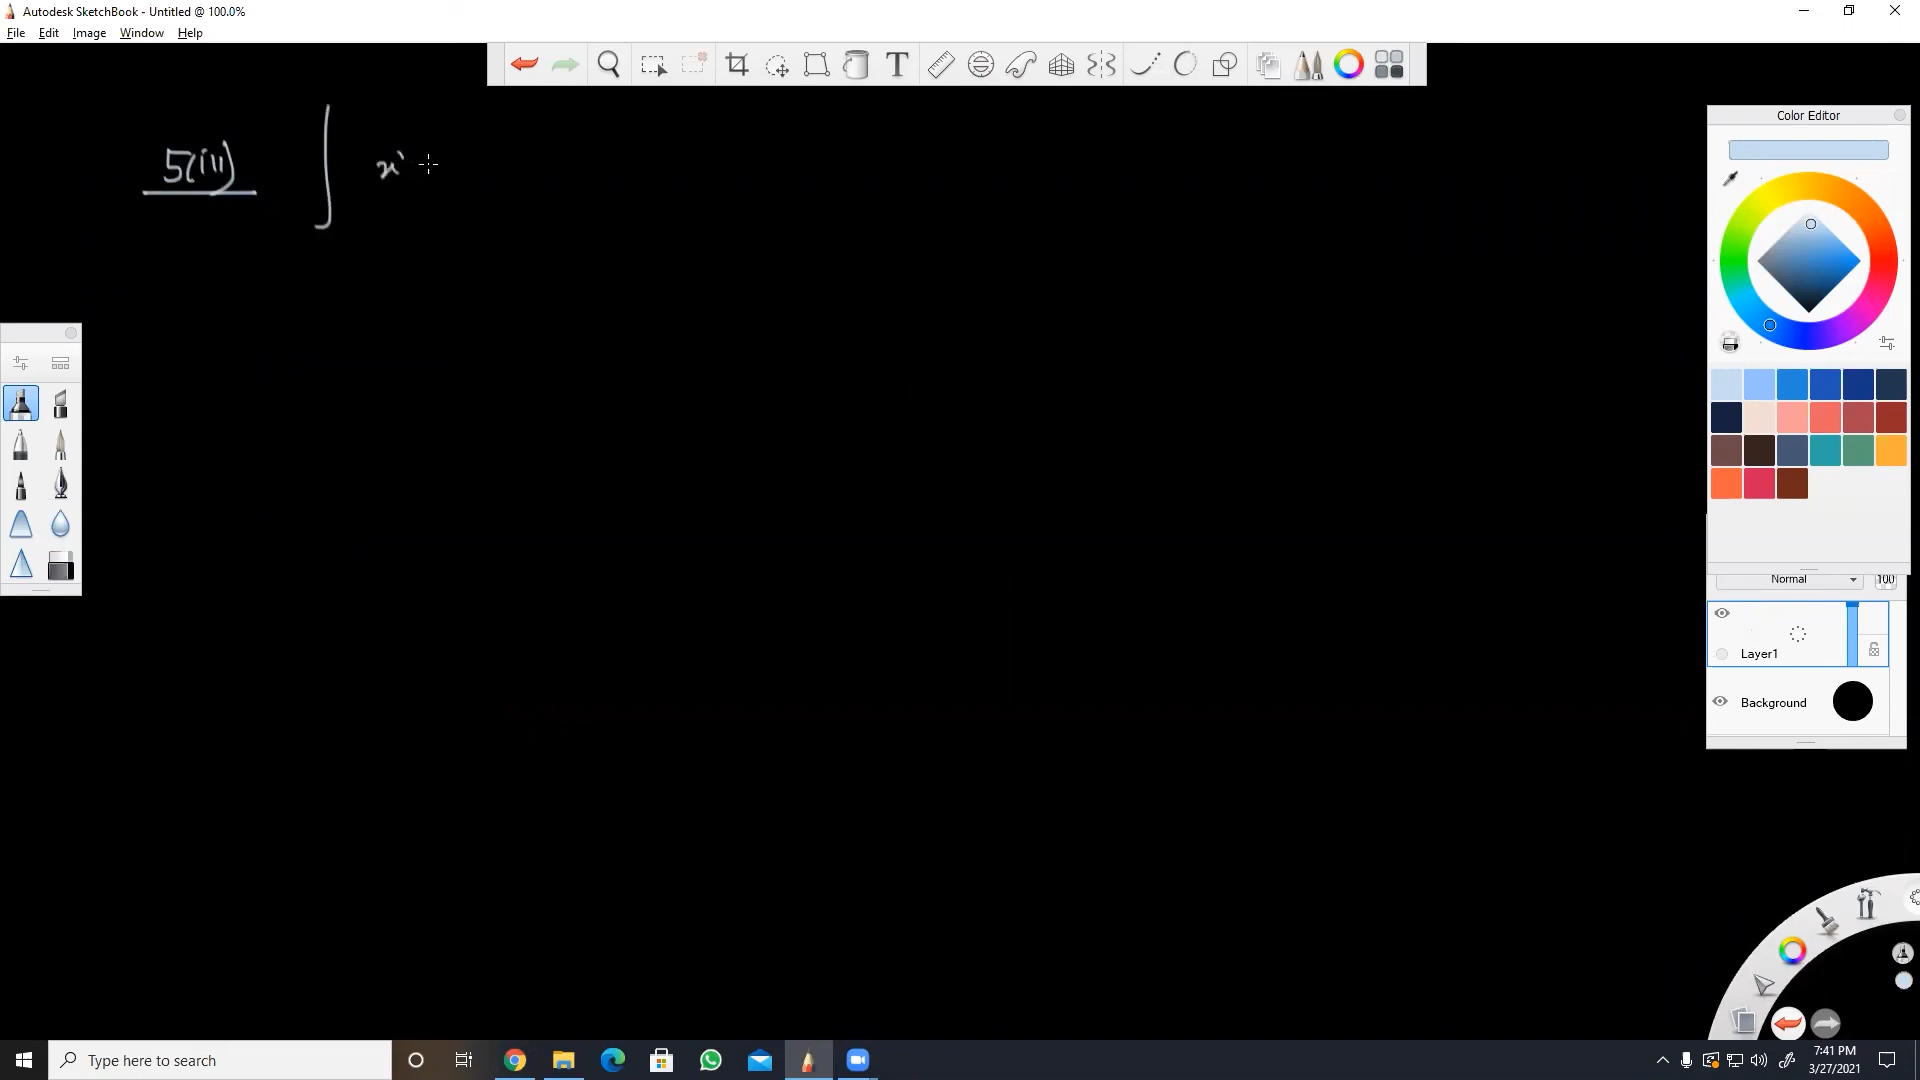 Autodesk SketchBook - Untitled @ 100.0%
File Edit Image Window Help
T
Color Editor
5(iii) ∫ x
Normal 100
Layer1
Background
Type here to search
7:41 PM
3/27/2021